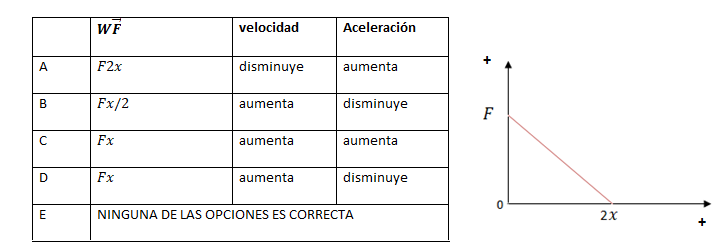 WF velocidad Aceleración
A F2x disminuye aumenta
B Fx/2 aumenta disminuye
C Fx aumenta aumenta
D Fx aumenta disminuye
E NINGUNA DE LAS OPCIONES ES CORRECTA
+
F
0
2x
+